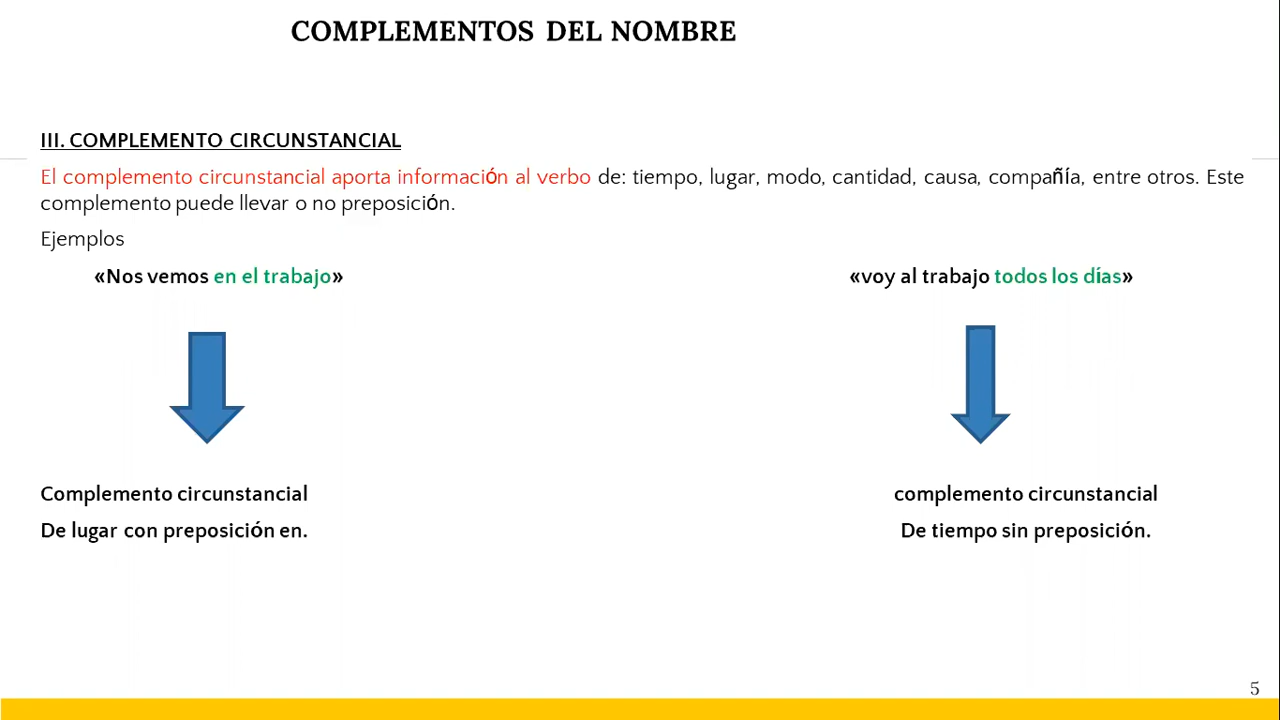 COMPLEMENTOS DEL NOMBRE
III. COMPLEMENTO CIRCUNSTANCIAL
El complemento circunstancial aporta información al verbo de: tiempo, lugar, modo, cantidad, causa, compañía, entre otros. Este
complemento puede llevar o no preposición.
Ejemplos
«Nos vemos en el trabajo» «voy al trabajo todos los días»
Complemento circunstancial complemento circunstancial
De lugar con preposición en. De tiempo sin preposición.
5